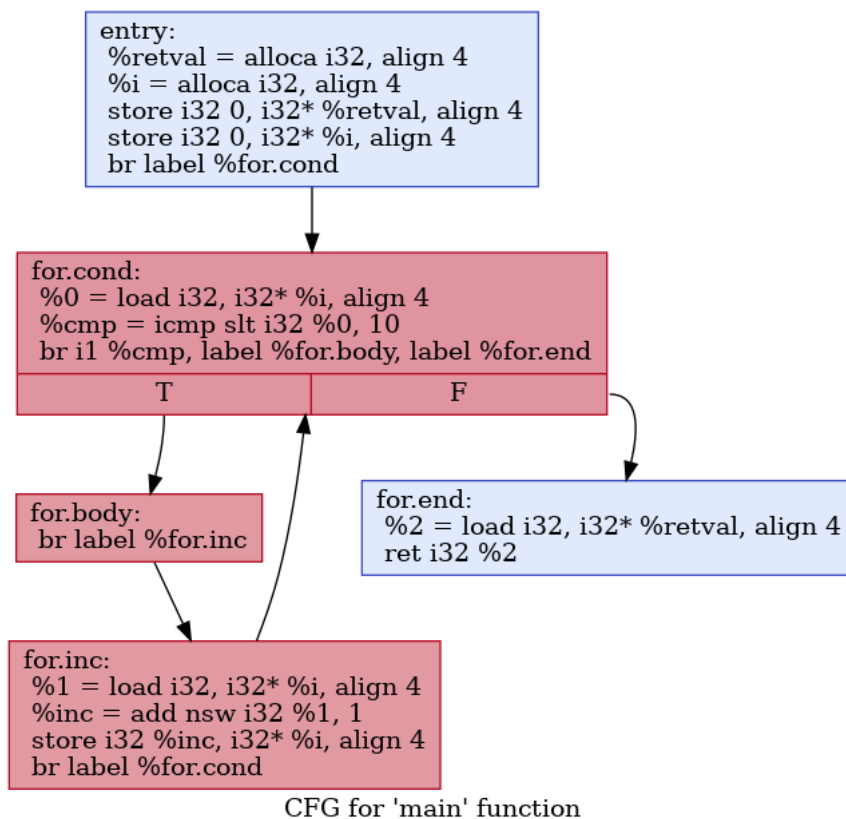 entry:
%retval = alloca i32, align 4
%i = alloca i32, align 4
store i32 0, i32* %retval, align 4
store i32 0, i32* %i, align 4
br label %for.cond
for.cond:
%0 = load i32, i32* %i, align 4
%cmp = icmp slt i32 %0, 10
br i1 %cmp, label %for.body, label %for.end
T
F
for.body:
br label %for.inc
for.end:
%2 = load i32, i32* %retval, align 4
ret i32 %2
for.inc:
%1 = load i32, i32* %i, align 4
%inc = add nsw i32 %1, 1
store i32 %inc, i32* %i, align 4
br label %for.cond
CFG for 'main' function